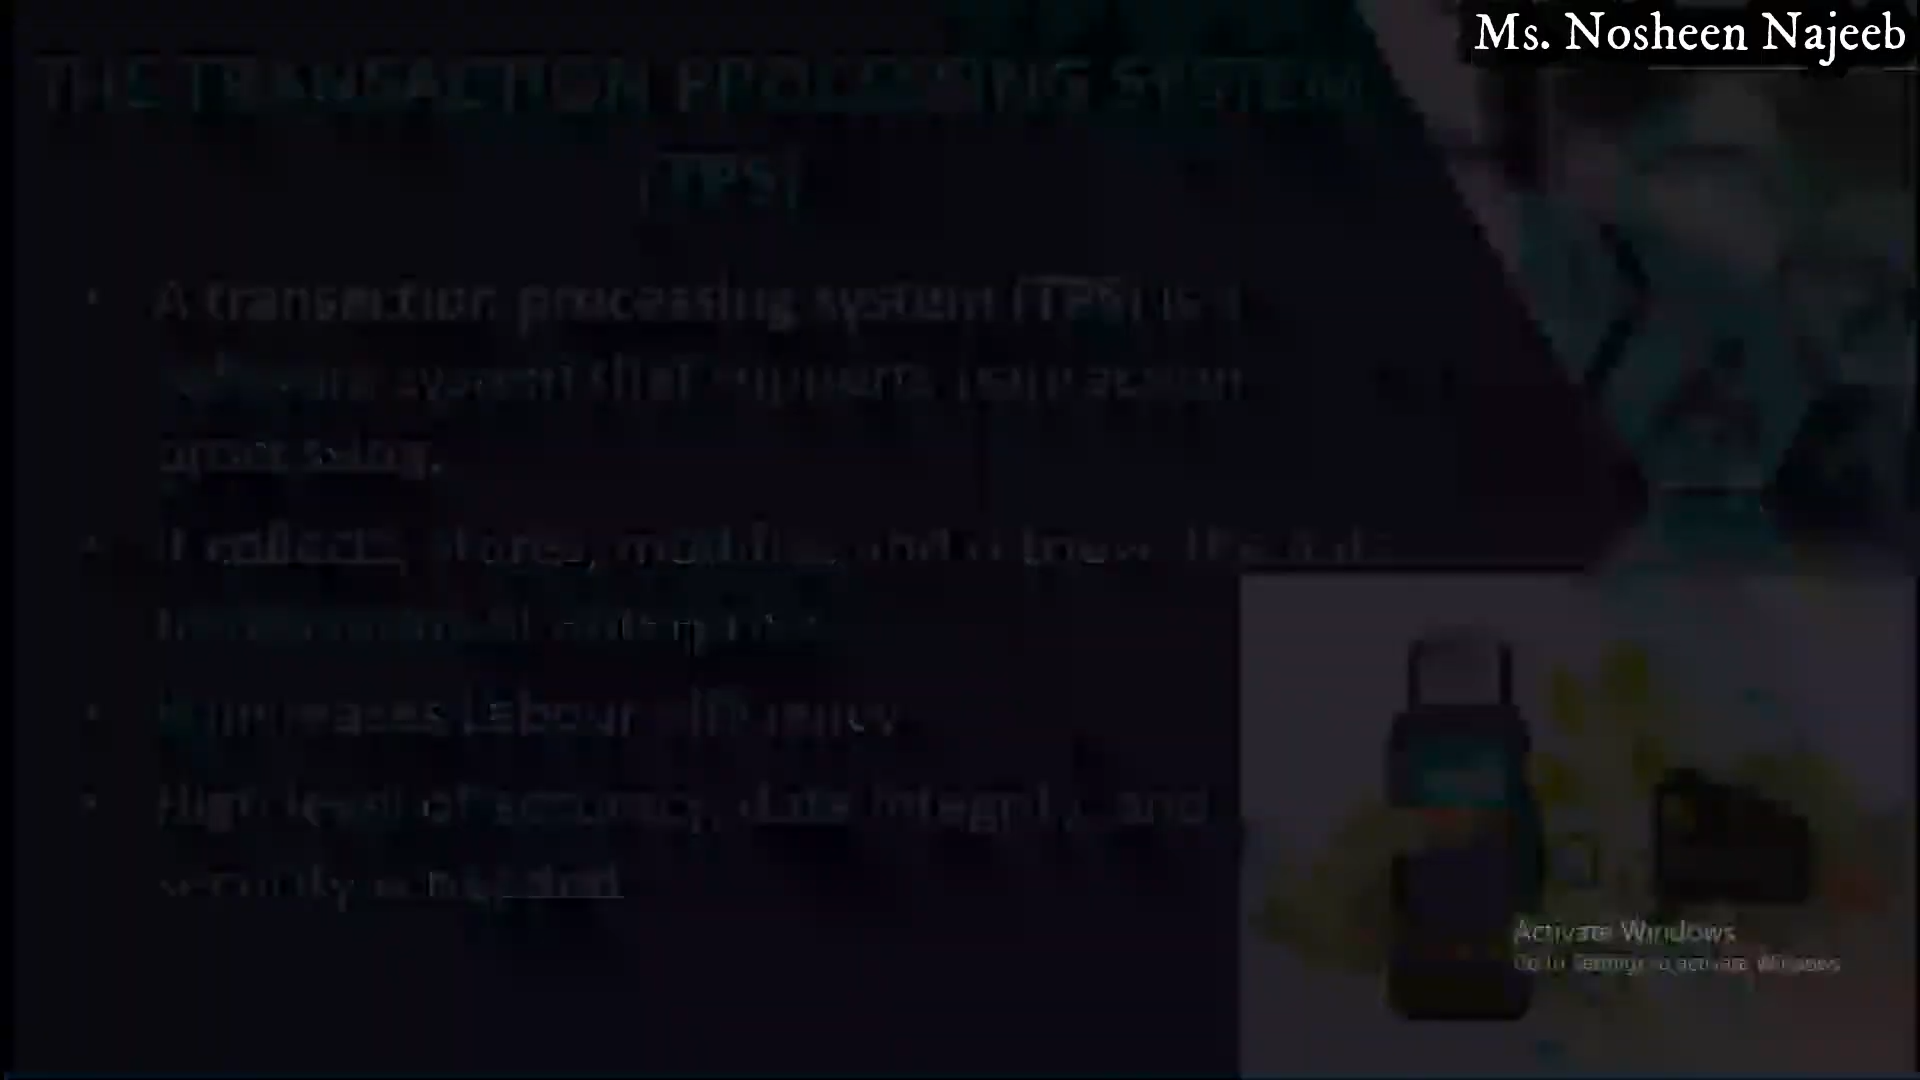 Ms. Nosheen Najeeb
THE TRANSACTION PROCESSING SYSTEM
(TPS)
• A transaction processing system (TPS) is a
software system that supports transaction
processing.
• It collects, stores, modifies and retrieves the data
• It increases Labour efficiency
• High level of accuracy, data integrity, and
security is needed
Activate Windows
Go to Settings to activate Windows.